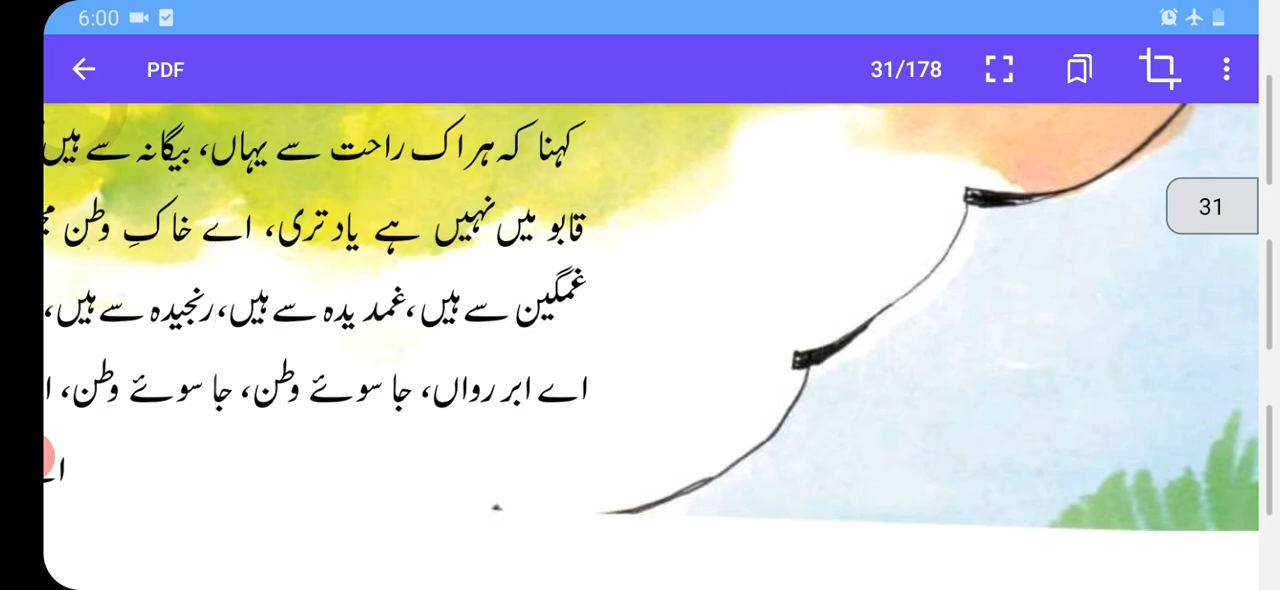 6:00
PDF
31/178
کہنا کہ ہر اک راحت سے یہاں، بیگانہ سے ہیں
31
قابو میں نہیں ہے یاد تری، اے خاکِ وطن
غمگین سے ہیں، غمدیدہ سے ہیں، رنجیدہ سے ہیں،
اے ابر رواں، جا سوئے وطن، جا سوئے وطن،